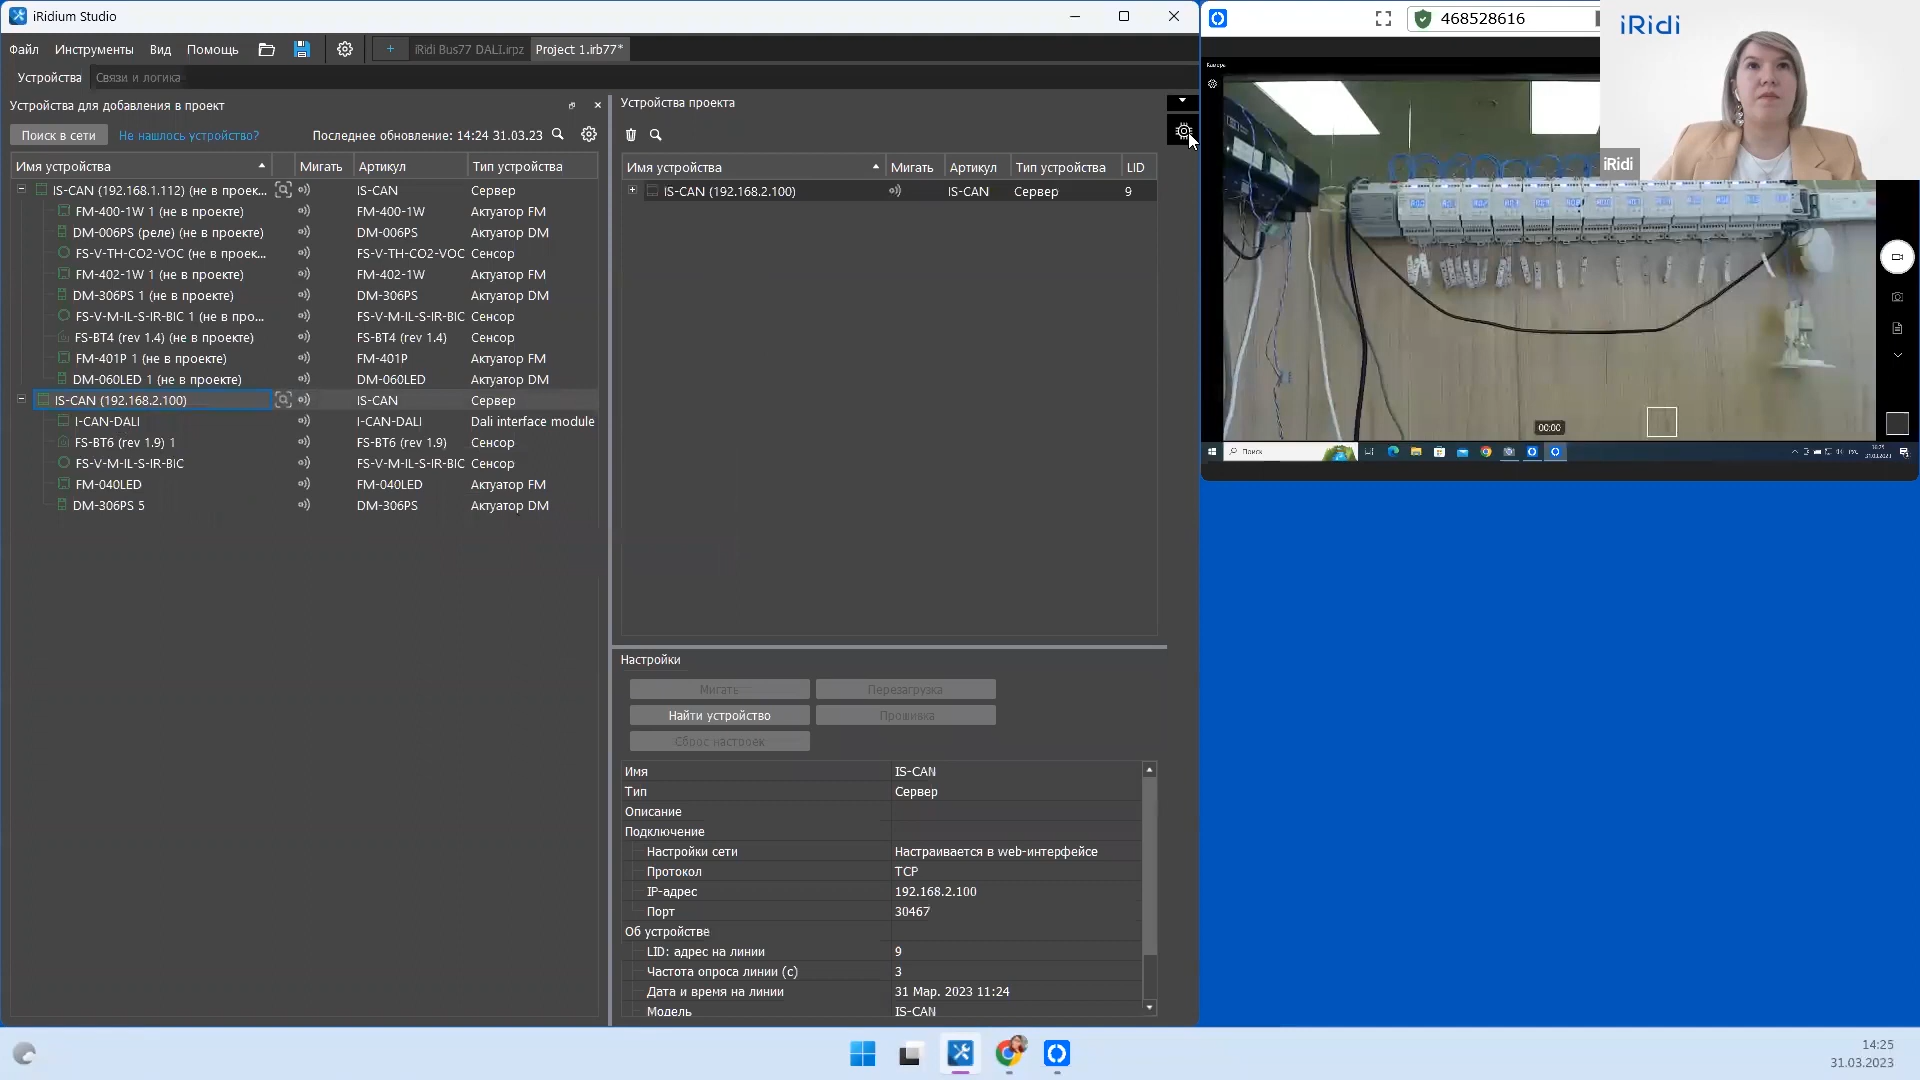 iRidium Studio
Файл Инструменты Вид Помощь
+ iRidi Bus77 DALI.irpz Project 1.irb77*
Устройства Связи и логика
Устройства для добавления в проект
Поиск в сети Не нашлось устройство? Последнее обновление: 14:24 31.03.23
Имя устройства Мигать Артикул Тип устройства
IS-CAN (192.168.1.112) (не в проек... IS-CAN Сервер
FM-400-1W 1 (не в проекте) FM-400-1W Актуатор FM
DM-006PS (реле) (не в проекте) DM-006PS Актуатор DM
FS-V-TH-CO2-VOC (не в проек... FS-V-TH-CO2-VOC Сенсор
FM-402-1W 1 (не в проекте) FM-402-1W Актуатор FM
DM-306PS 1 (не в проекте) DM-306PS Актуатор DM
FS-V-M-IL-S-IR-BIC 1 (не в про... FS-V-M-IL-S-IR-BIC Сенсор
FS-BT4 (rev 1.4) (не в проекте) FS-BT4 (rev 1.4) Сенсор
FM-401P 1 (не в проекте) FM-401P Актуатор FM
DM-060LED 1 (не в проекте) DM-060LED Актуатор DM
IS-CAN (192.168.2.100) IS-CAN Сервер
I-CAN-DALI I-CAN-DALI Dali interface module
FS-BT6 (rev 1.9) 1 FS-BT6 (rev 1.9) Сенсор
FS-V-M-IL-S-IR-BIC FS-V-M-IL-S-IR-BIC Сенсор
FM-040LED FM-040LED Актуатор FM
DM-306PS 5 DM-306PS Актуатор DM
Устройства проекта
Имя устройства Мигать Артикул Тип устройства LID
IS-CAN (192.168.2.100) IS-CAN Сервер 9
Настройки
Мигать Перезагрузка
Найти устройство Прошивка
Сброс настроек
Имя IS-CAN
Тип Сервер
Описание
Подключение
Настройки сети Настраивается в web-интерфейсе
Протокол TCP
IP-адрес 192.168.2.100
Порт 30467
Об устройстве
LID: адрес на линии 9
Частота опроса линии (с) 3
Дата и время на линии 31 Мар. 2023 11:24
Модель IS-CAN
468528616
Камера
iRidi
iRidi
00:00
Поиск
14:25
31.03.2023